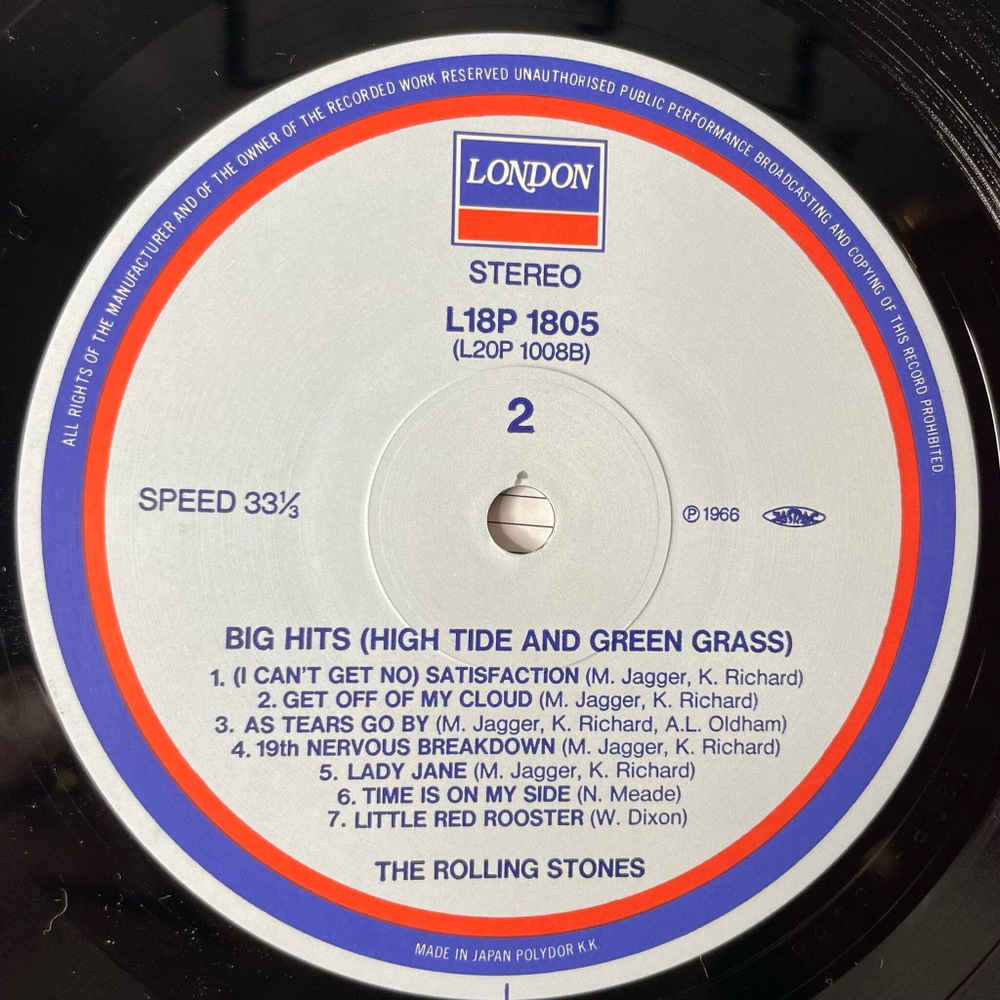 ALL RIGHTS OF THE MANUFACTURER AND OF THE OWNER OF THE RECORDED WORK RESERVED UNAUTHORISED PUBLIC PERFORMANCE BROADCASTING AND COPYING OF THIS RECORD PROHIBITED
LONDON
STEREO
L18P 1805
(L20P 1008B)
2
SPEED 33⅓
Ⓟ 1966
JASRAC
BIG HITS (HIGH TIDE AND GREEN GRASS)
1. (I CAN'T GET NO) SATISFACTION (M. Jagger, K. Richard)
2. GET OFF OF MY CLOUD (M. Jagger, K. Richard)
3. AS TEARS GO BY (M. Jagger, K. Richard, A.L. Oldham)
4. 19th NERVOUS BREAKDOWN (M. Jagger, K. Richard)
5. LADY JANE (M. Jagger, K. Richard)
6. TIME IS ON MY SIDE (N. Meade)
7. LITTLE RED ROOSTER (W. Dixon)
THE ROLLING STONES
MADE IN JAPAN POLYDOR K.K.